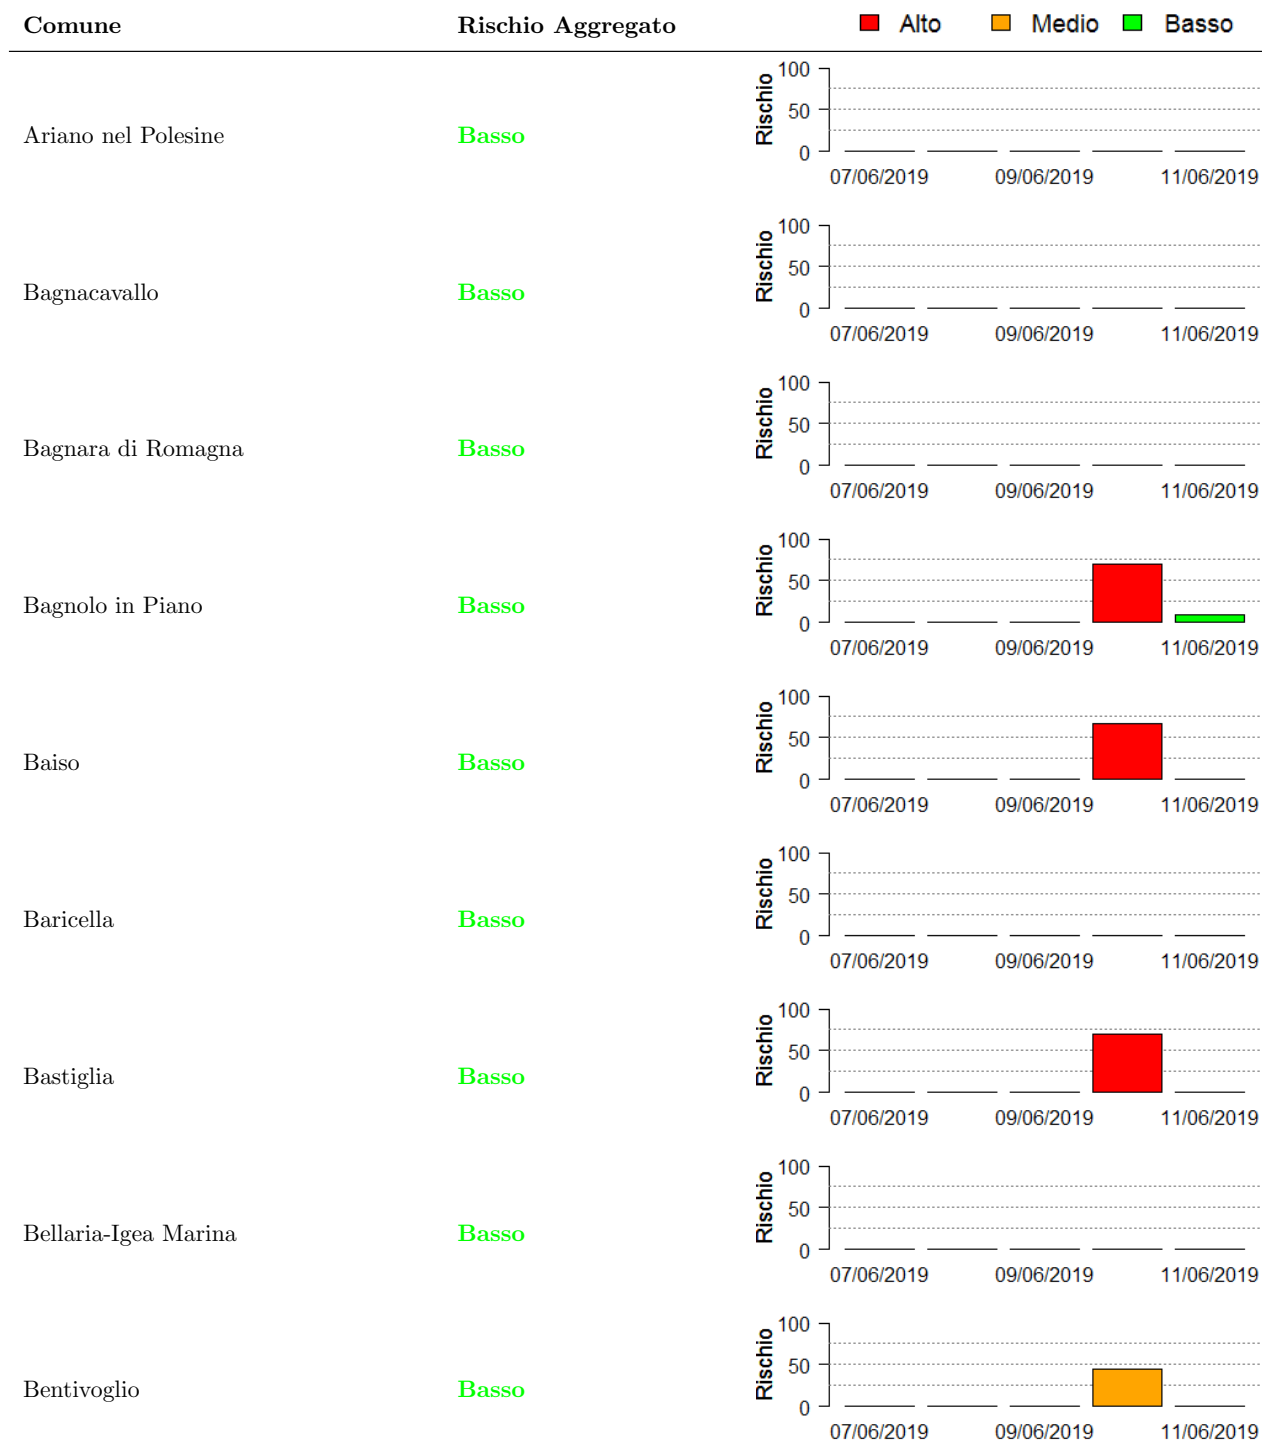 Comune Rischio Aggregato Alto Medio Basso
100
50
0
Rischio
Ariano nel Polesine Basso
07/06/2019 09/06/2019 11/06/2019
100
50
0
Rischio
Bagnacavallo Basso
07/06/2019 09/06/2019 11/06/2019
100
50
0
Rischio
Bagnara di Romagna Basso
07/06/2019 09/06/2019 11/06/2019
100
50
0
Rischio
Bagnolo in Piano Basso
07/06/2019 09/06/2019 11/06/2019
100
50
0
Rischio
Baiso Basso
07/06/2019 09/06/2019 11/06/2019
100
50
0
Rischio
Baricella Basso
07/06/2019 09/06/2019 11/06/2019
100
50
0
Rischio
Bastiglia Basso
07/06/2019 09/06/2019 11/06/2019
100
50
0
Rischio
Bellaria-Igea Marina Basso
07/06/2019 09/06/2019 11/06/2019
100
50
0
Rischio
Bentivoglio Basso
07/06/2019 09/06/2019 11/06/2019